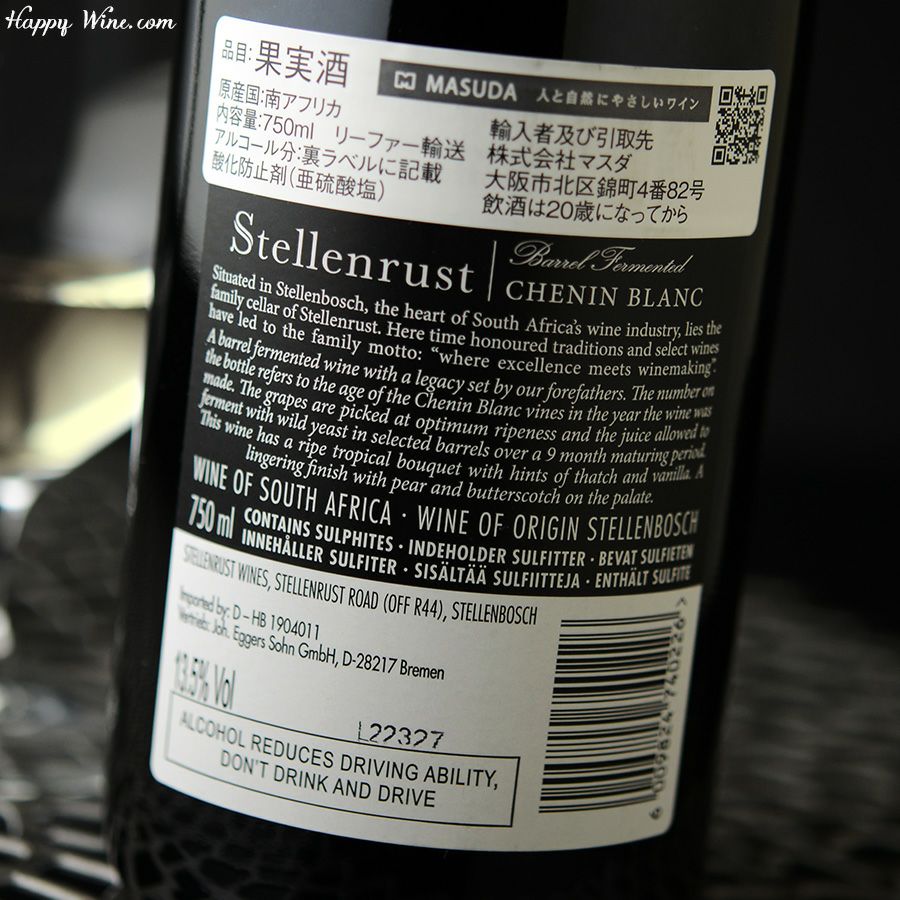 Happy Wine.com
品目:果実酒
原産国:南アフリカ
内容量:750ml リーファー輸送
アルコール分:裏ラベルに記載
酸化防止剤(亜硫酸塩)
MASUDA 人と自然にやさしいワイン
輸入者及び引取先
株式会社マスダ
大阪市北区錦町4番82号
飲酒は20歳になってから
Stellenrust
Barrel Fermented
CHENIN BLANC
Situated in Stellenbosch, the heart of South Africa's wine industry, lies the
family cellar of Stellenrust. Here time honoured traditions and select wines
have led to the family motto: "where excellence meets winemaking".
A barrel fermented wine with a legacy set by our forefathers. The number on
the bottle refers to the age of the Chenin Blanc vines in the year the wine was
made. The grapes are picked at optimum ripeness and the juice allowed to
ferment with wild yeast in selected barrels over a 9 month maturing period.
This wine has a ripe tropical bouquet with hints of thatch and vanilla. A
lingering finish with pear and butterscotch on the palate.
WINE OF SOUTH AFRICA · WINE OF ORIGIN STELLENBOSCH
750 ml CONTAINS SULPHITES · INDEHOLDER SULFITTER · BEVAT SULFIETEN
INNEHÅLLER SULFITER · SISÄLTÄÄ SULFIITTEJA · ENTHÄLT SULFITE
STELLENRUST WINES, STELLENRUST ROAD (OFF R44), STELLENBOSCH
Imported by: D – HB 1904011
Vertrieb: Joh. Eggers Sohn GmbH, D-28217 Bremen
13.5% Vol
L22327
ALCOHOL REDUCES DRIVING ABILITY,
DON'T DRINK AND DRIVE
6 009824 740226 >